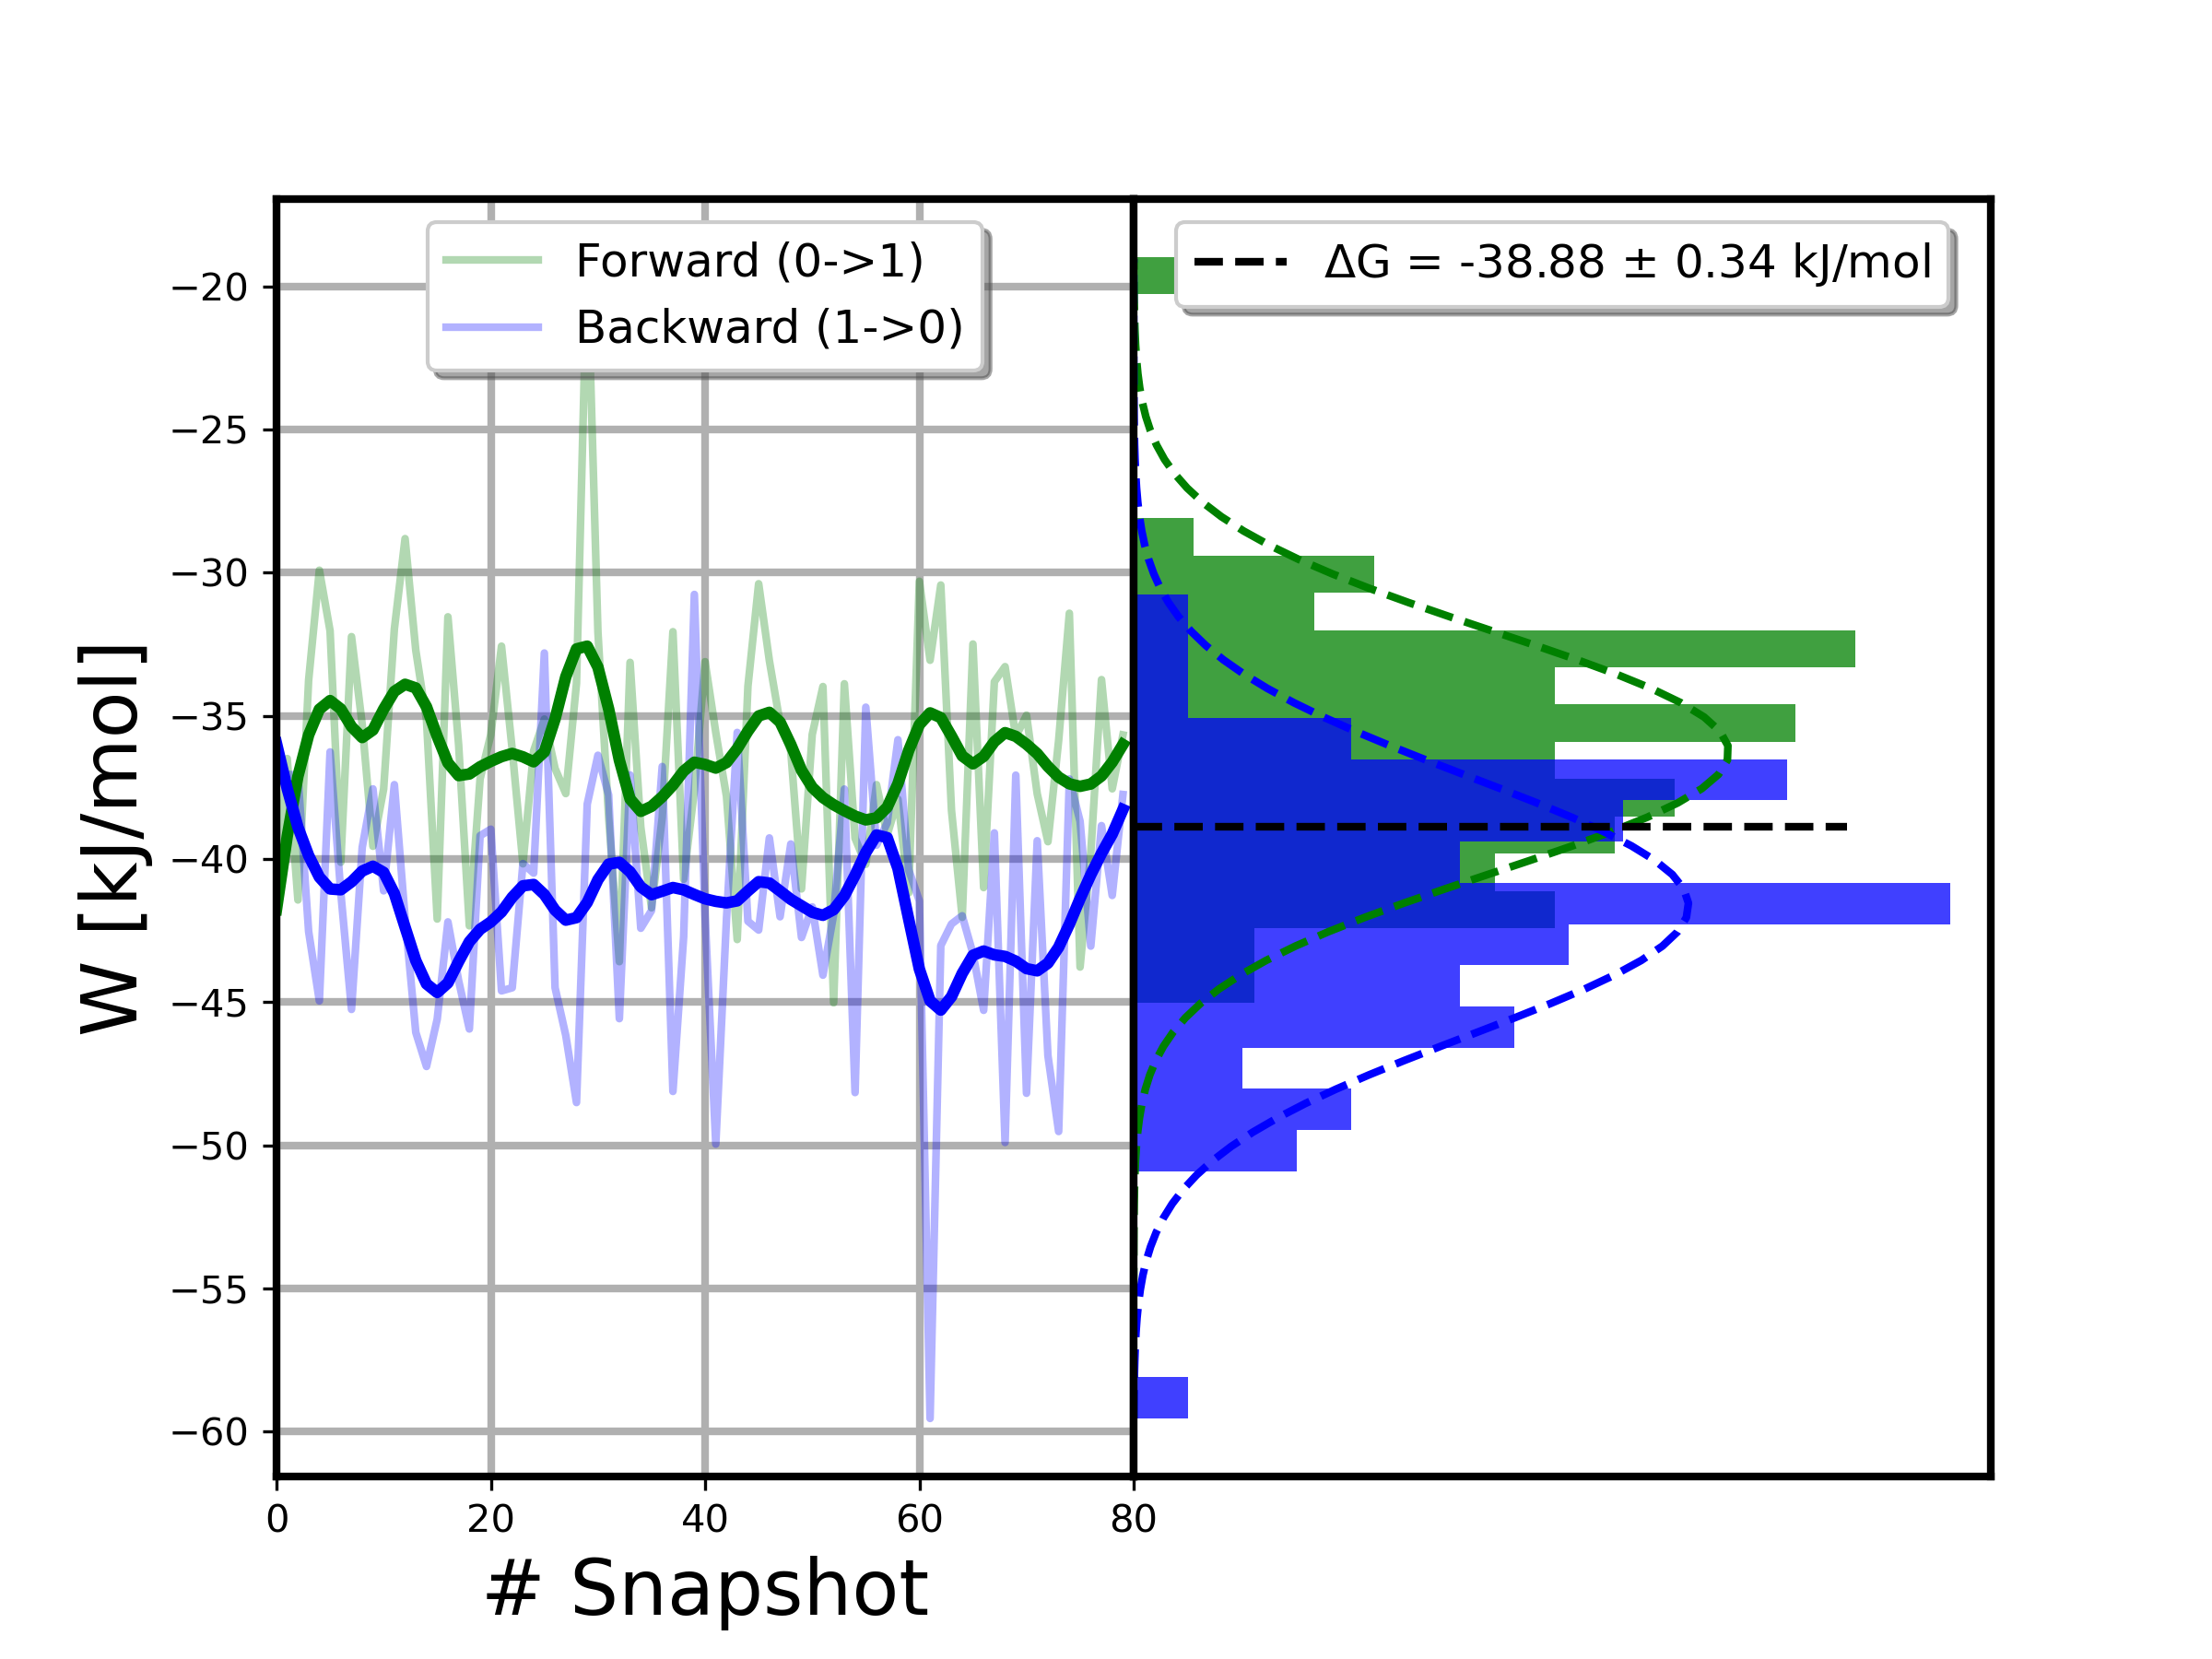 Forward (0->1)
Backward (1->0)
ΔG = -38.88 ± 0.34 kJ/mol
W [kJ/mol]
−20
−25
−30
−35
−40
−45
−50
−55
−60
0 20 40 60 80
# Snapshot